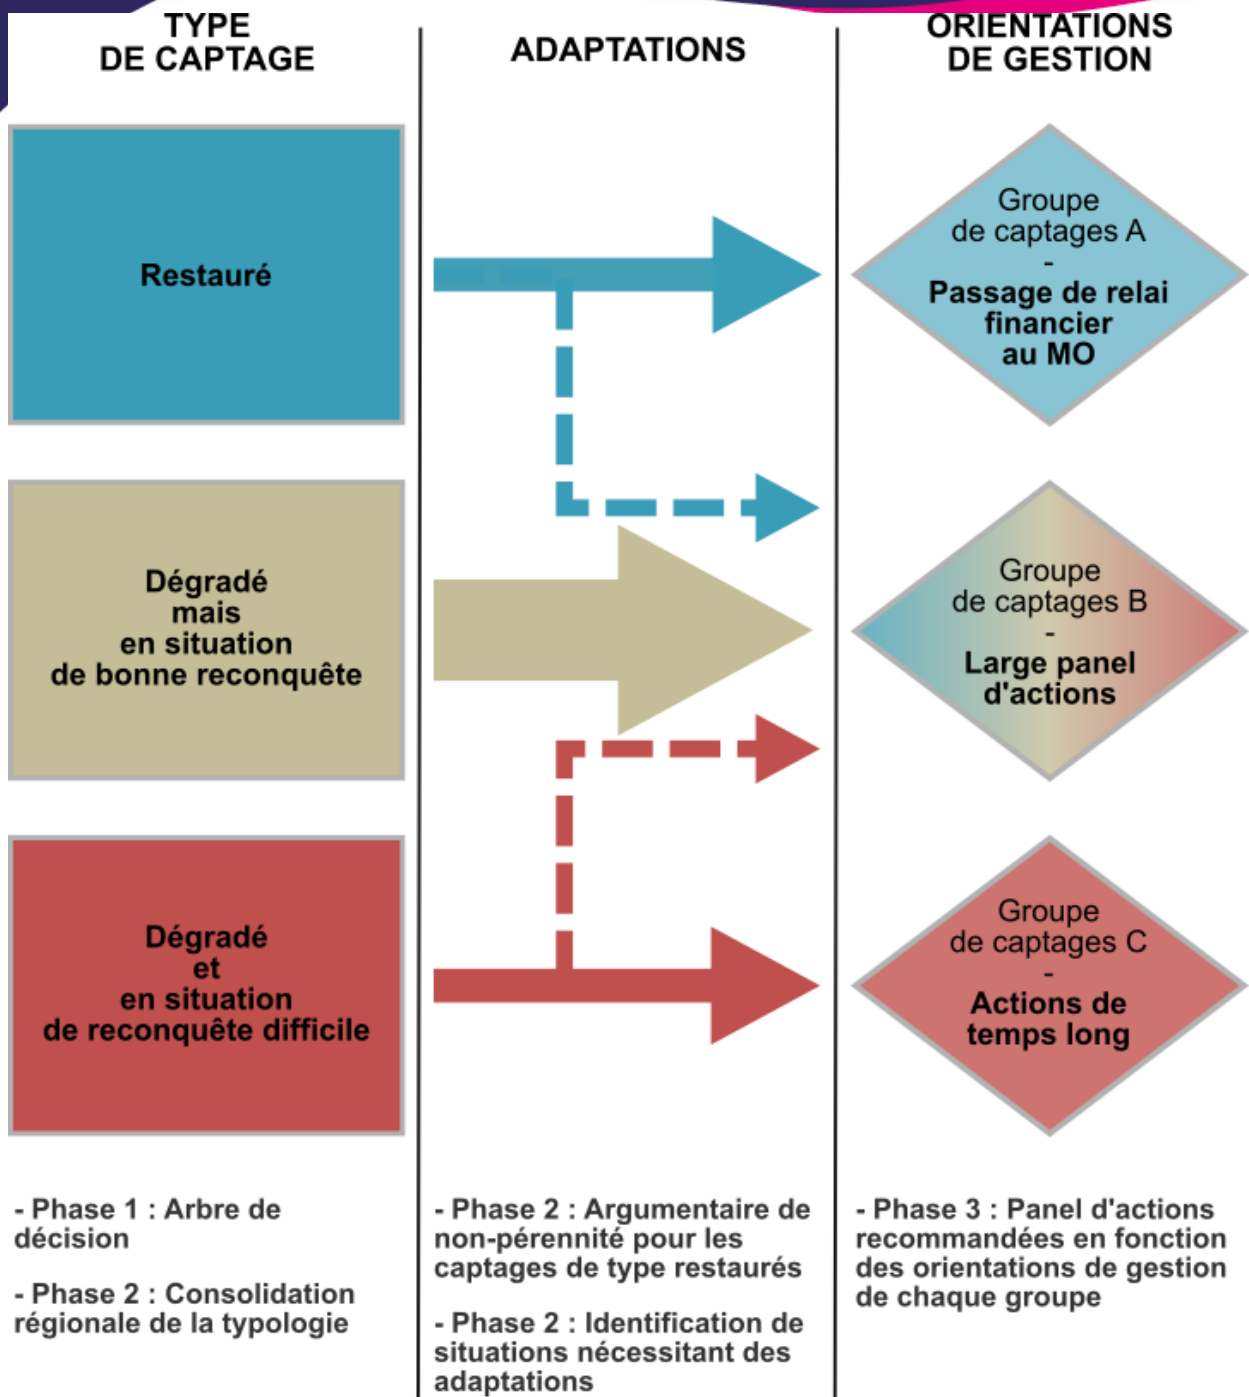 TYPE
DE CAPTAGE
ADAPTATIONS
ORIENTATIONS
DE GESTION
Restauré
Groupe
de captages A
-
Passage de relai
financier
au MO
Dégradé
mais
en situation
de bonne reconquête
Groupe
de captages B
-
Large panel
d'actions
Dégradé
et
en situation
de reconquête difficile
Groupe
de captages C
-
Actions de
temps long
- Phase 1 : Arbre de
décision
- Phase 2 : Consolidation
régionale de la typologie
- Phase 2 : Argumentaire de
non-pérennité pour les
captages de type restaurés
- Phase 2 : Identification de
situations nécessitant des
adaptations
- Phase 3 : Panel d'actions
recommandées en fonction
des orientations de gestion
de chaque groupe